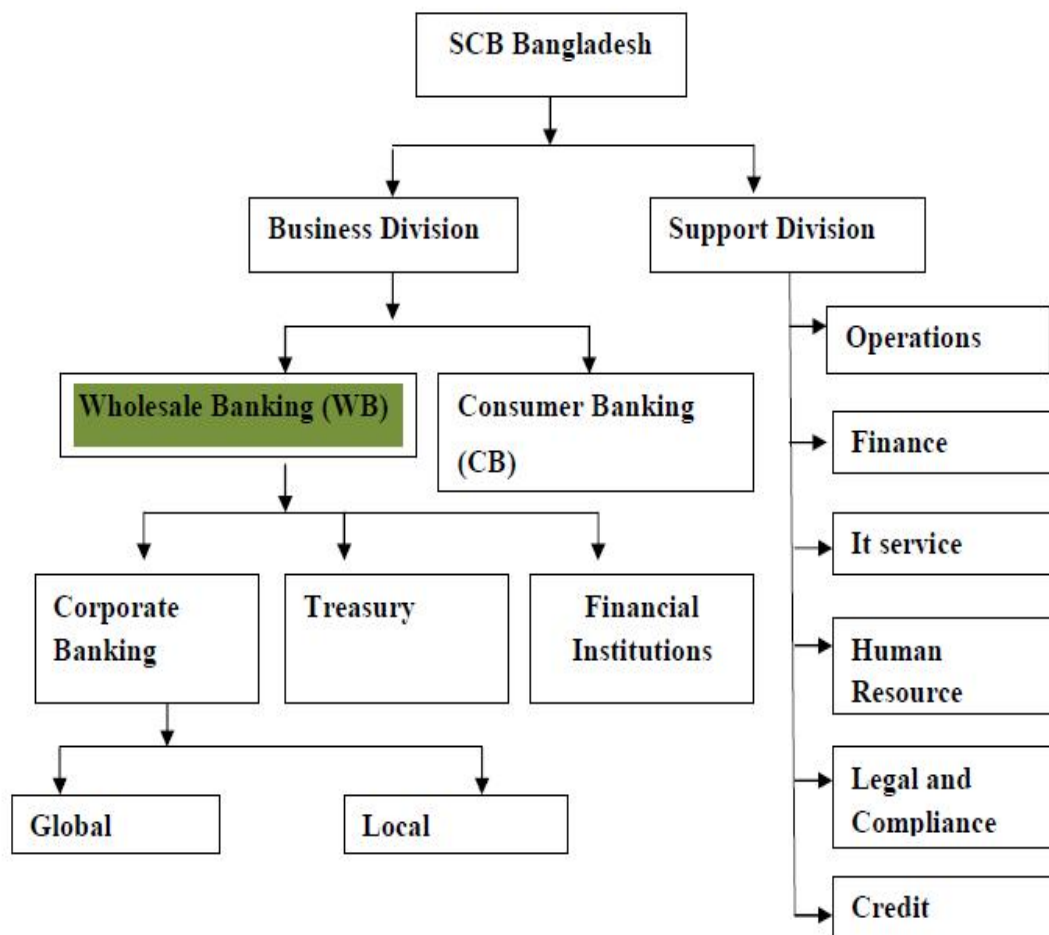 SCB Bangladesh
Business Division
Support Division
Operations
Wholesale Banking (WB)
Consumer Banking
(CB)
Finance
It service
Corporate
Banking
Treasury
Financial
Institutions
Human
Resource
Global
Local
Legal and
Compliance
Credit